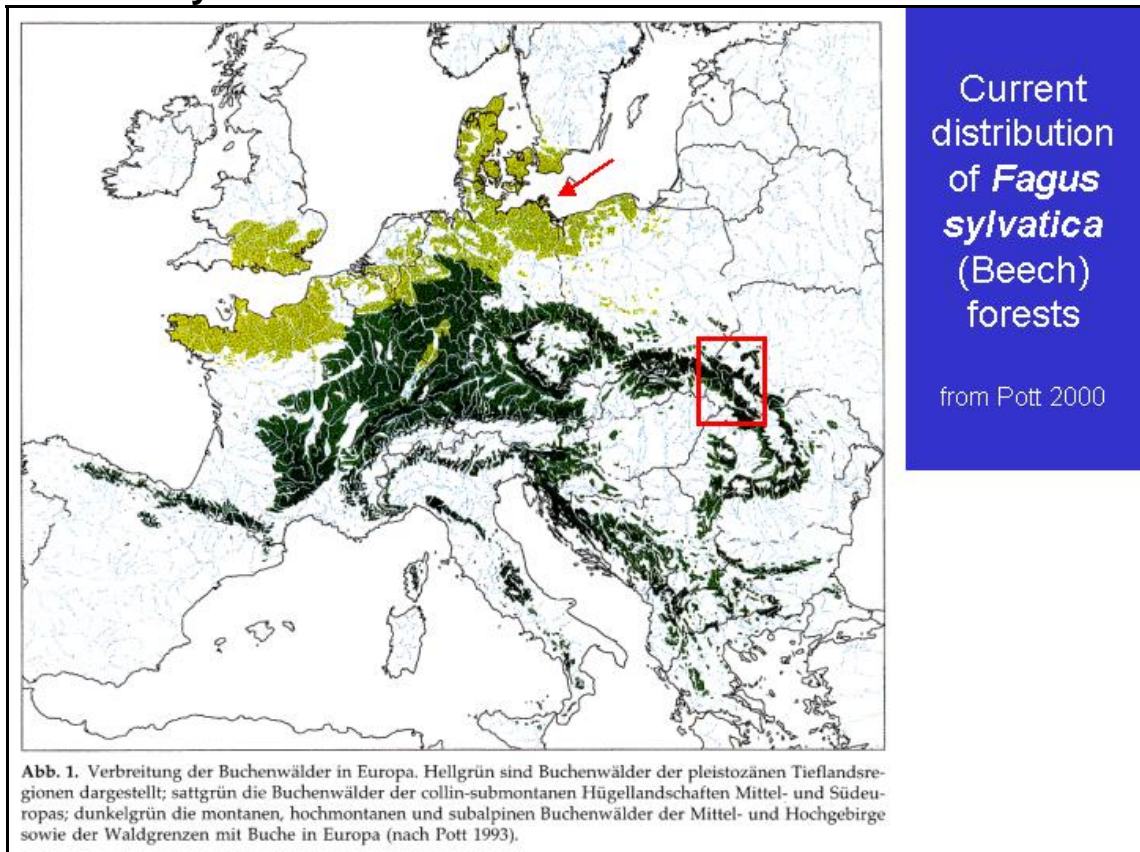 Current
distribution
of Fagus
sylvatica
(Beech)
forests
from Pott 2000
Abb. 1. Verbreitung der Buchenwälder in Europa. Hellgrün sind Buchenwälder der pleistozänen Tieflandsre-
gionen dargestellt; sattgrün die Buchenwälder der collin-submontanen Hügellandschaften Mittel- und Südeu-
ropas; dunkelgrün die montanen, hochmontanen und subalpinen Buchenwälder der Mittel- und Hochgebirge
sowie der Waldgrenzen mit Buche in Europa (nach Pott 1993).